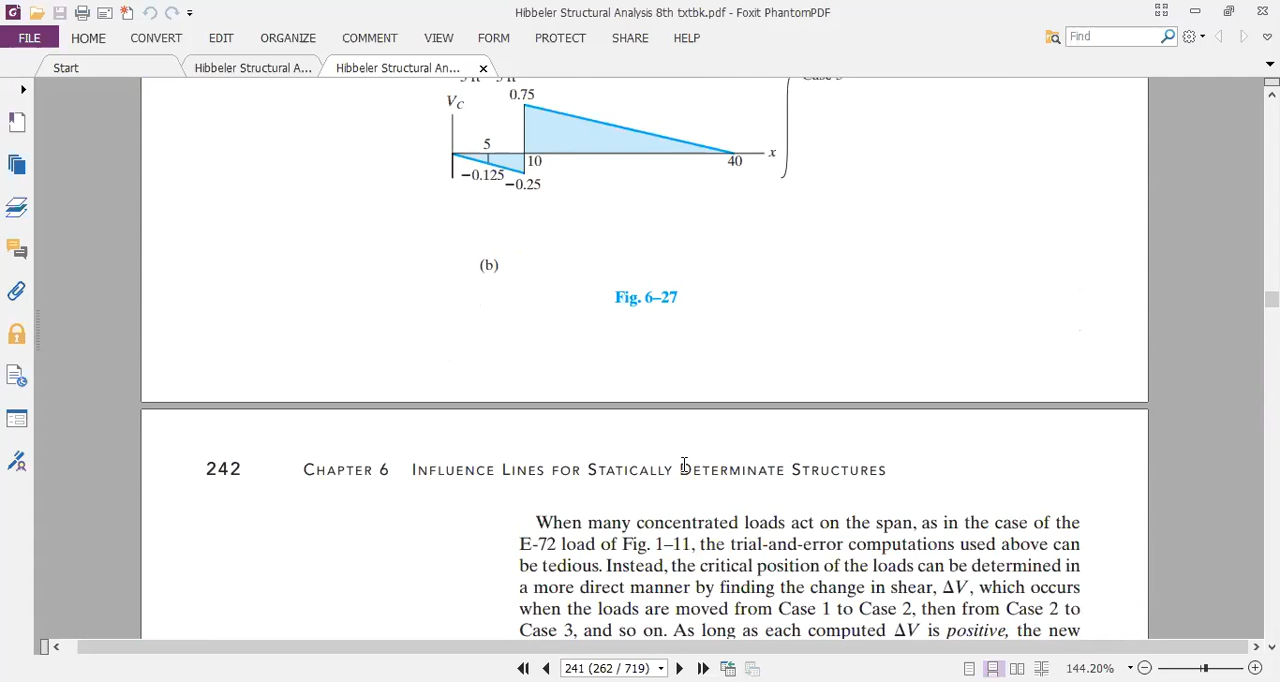 Hibbeler Structural Analysis 8th txtbk.pdf - Foxit PhantomPDF
FILE HOME CONVERT EDIT ORGANIZE COMMENT VIEW FORM PROTECT SHARE HELP Find
Start Hibbeler Structural A... Hibbeler Structural An...
0.75
VC
5
x
10 40
−0.125
−0.25
(b)
Fig. 6–27
242 CHAPTER 6 INFLUENCE LINES FOR STATICALLY DETERMINATE STRUCTURES
When many concentrated loads act on the span, as in the case of the
E-72 load of Fig. 1–11, the trial-and-error computations used above can
be tedious. Instead, the critical position of the loads can be determined in
a more direct manner by finding the change in shear, ΔV, which occurs
when the loads are moved from Case 1 to Case 2, then from Case 2 to
Case 3, and so on. As long as each computed ΔV is positive, the new
241 (262 / 719) 144.20%